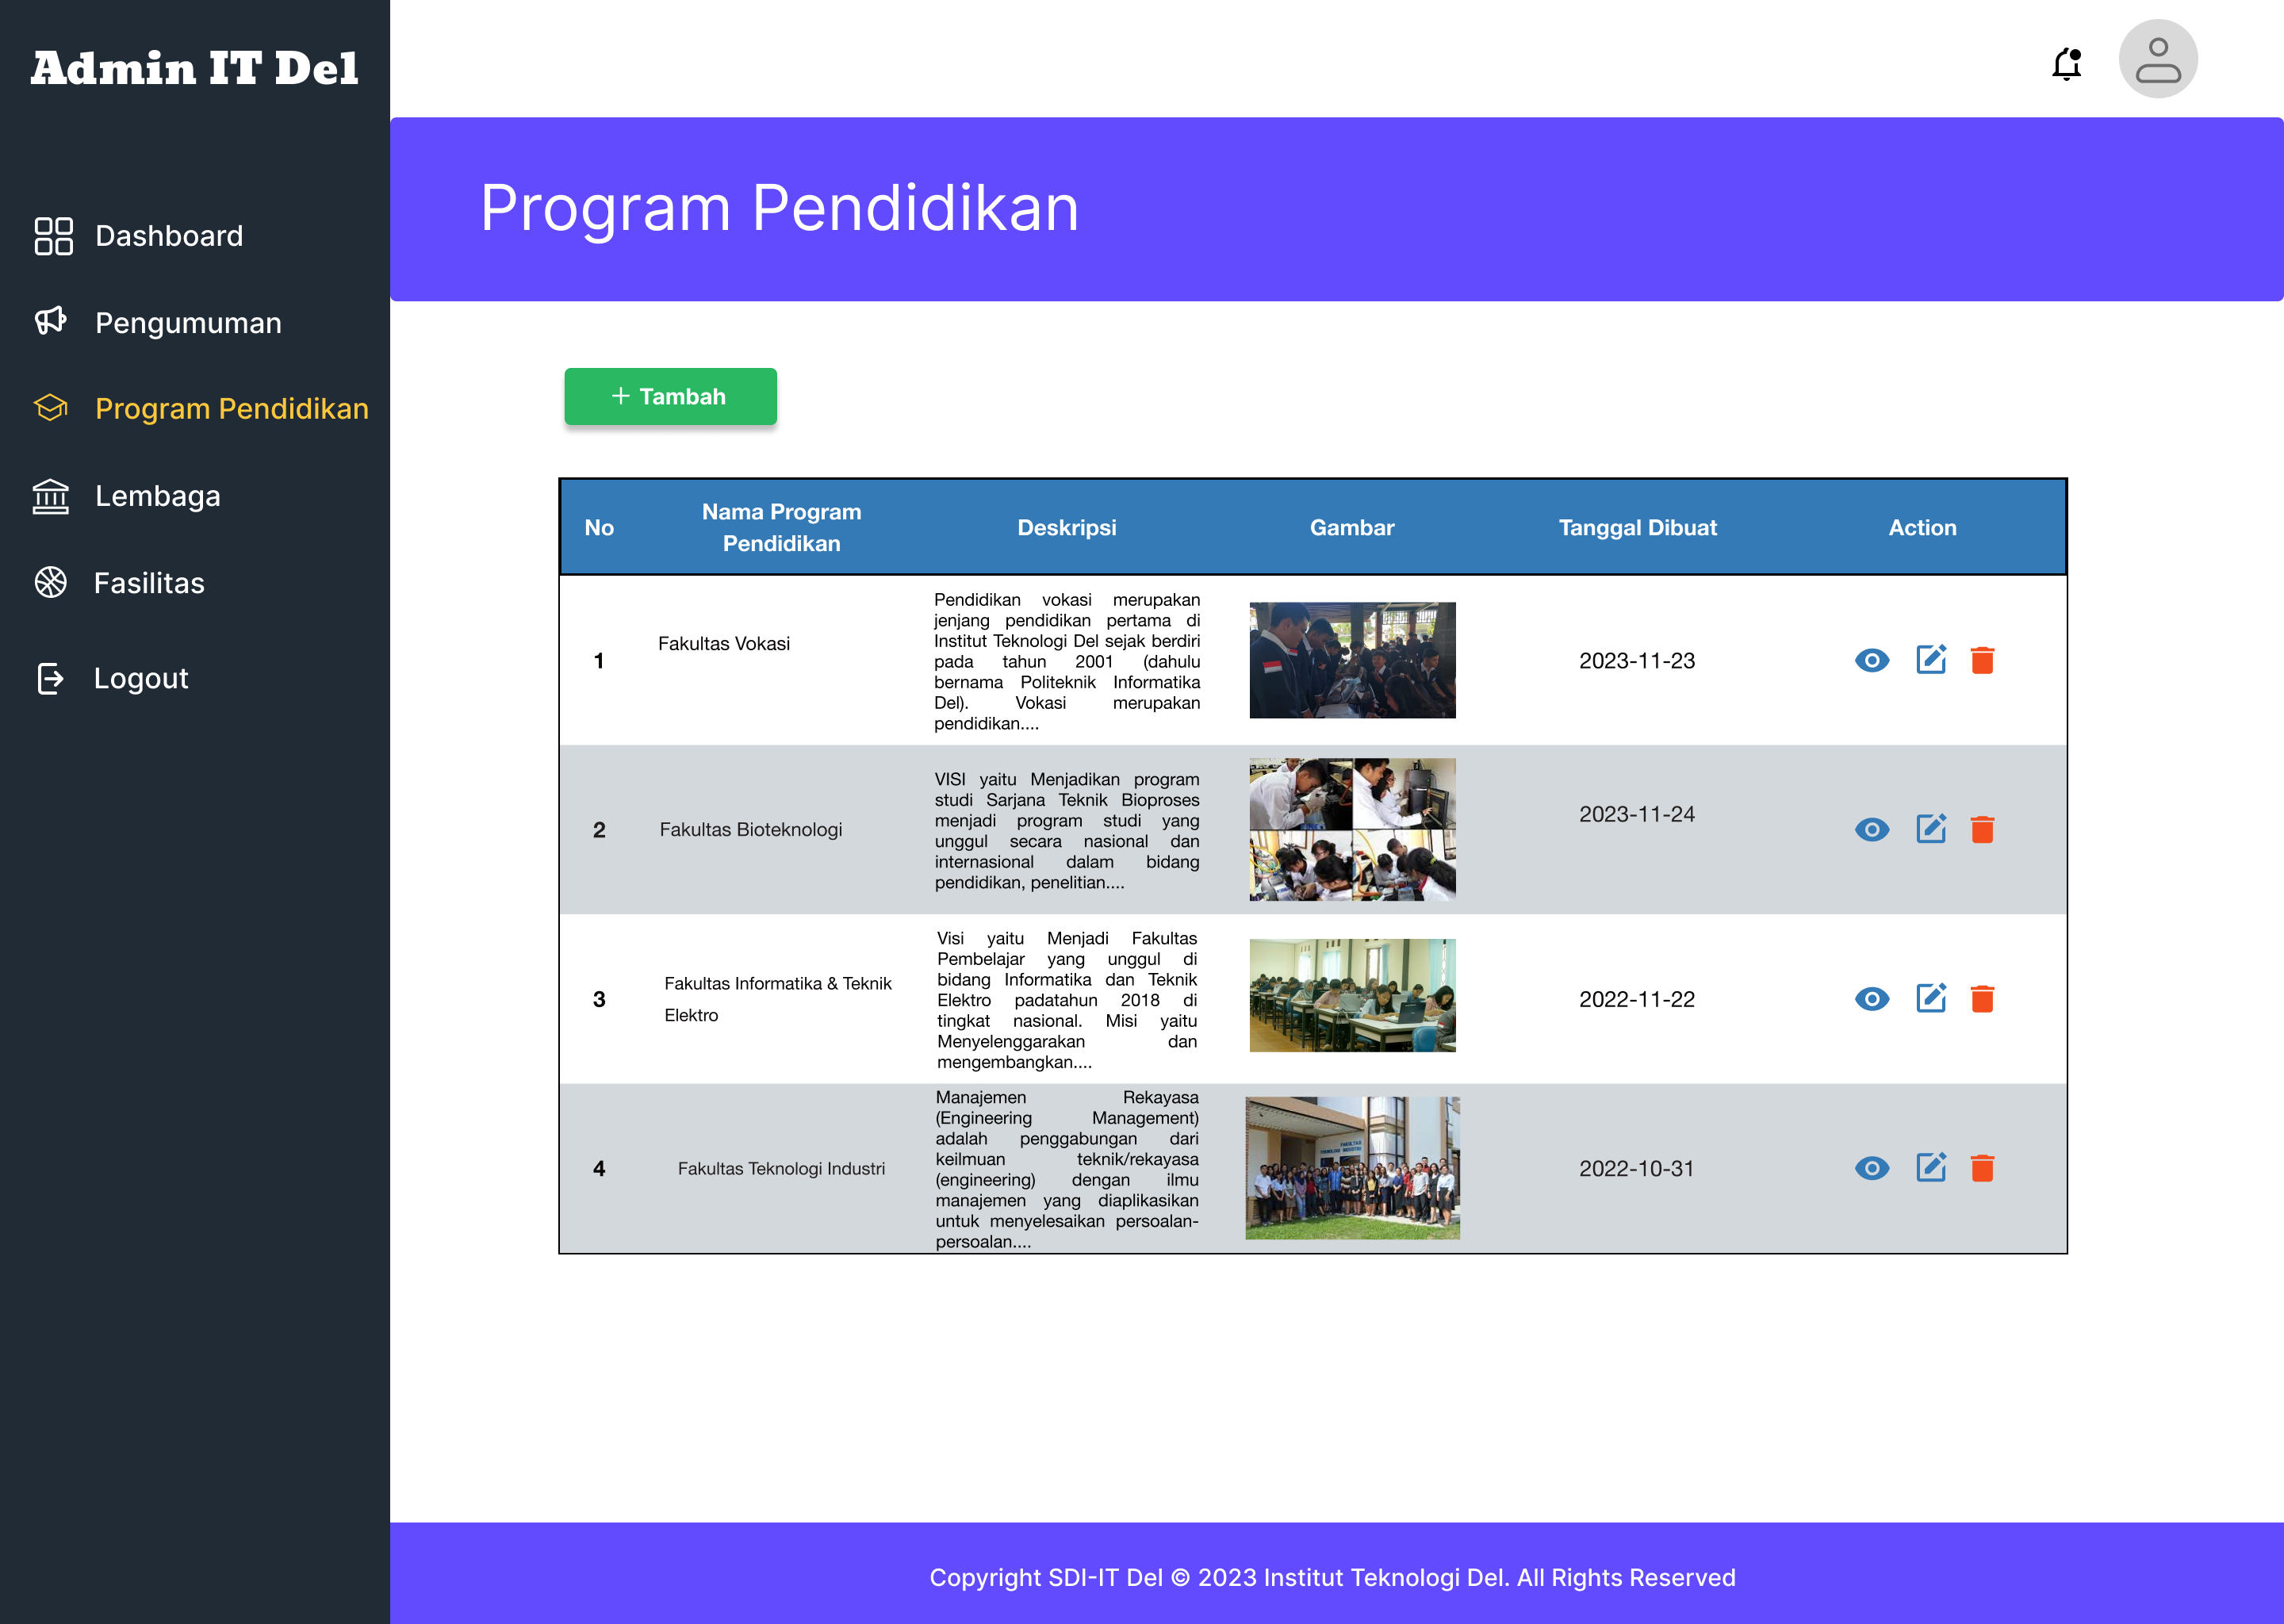 Admin IT Del
Dashboard
Pengumuman
Program Pendidikan
Lembaga
Fasilitas
Logout
Program Pendidikan
+ Tambah
No
Nama Program
Pendidikan
Deskripsi
Gambar
Tanggal Dibuat
Action
1
Fakultas Vokasi
Pendidikan vokasi merupakan
jenjang pendidikan pertama di
Institut Teknologi Del sejak berdiri
pada tahun 2001 (dahulu
bernama Politeknik Informatika
Del). Vokasi merupakan
pendidikan....
2023-11-23
2
Fakultas Bioteknologi
VISI yaitu Menjadikan program
studi Sarjana Teknik Bioproses
menjadi program studi yang
unggul secara nasional dan
internasional dalam bidang
pendidikan, penelitian....
2023-11-24
3
Fakultas Informatika & Teknik
Elektro
Visi yaitu Menjadi Fakultas
Pembelajar yang unggul di
bidang Informatika dan Teknik
Elektro padatahun 2018 di
tingkat nasional. Misi yaitu
Menyelenggarakan dan
mengembangkan....
2022-11-22
4
Fakultas Teknologi Industri
Manajemen Rekayasa
(Engineering Management)
adalah penggabungan dari
keilmuan teknik/rekayasa
(engineering) dengan ilmu
manajemen yang diaplikasikan
untuk menyelesaikan persoalan-
persoalan....
FAKULTAS
2022-10-31
Copyright SDI-IT Del © 2023 Institut Teknologi Del. All Rights Reserved